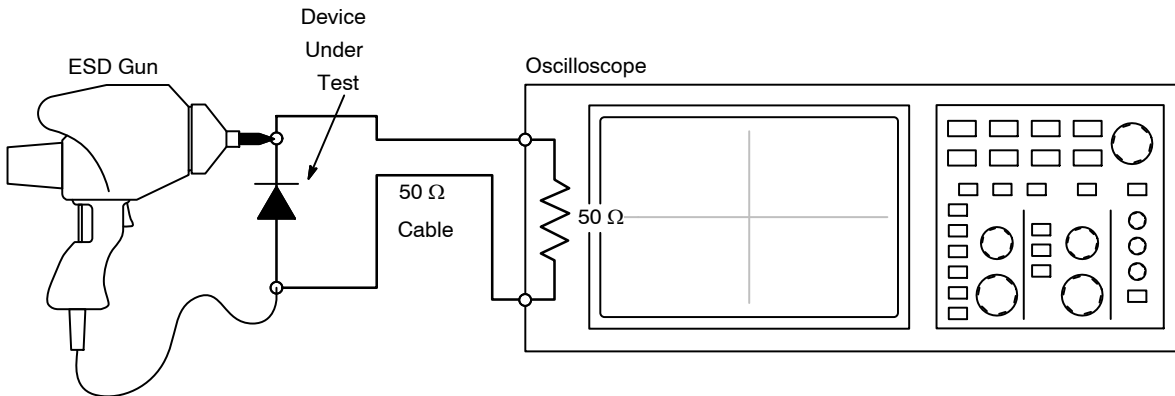 Device
Under
Test
ESD Gun
Oscilloscope
50 Ω
Cable
50 Ω